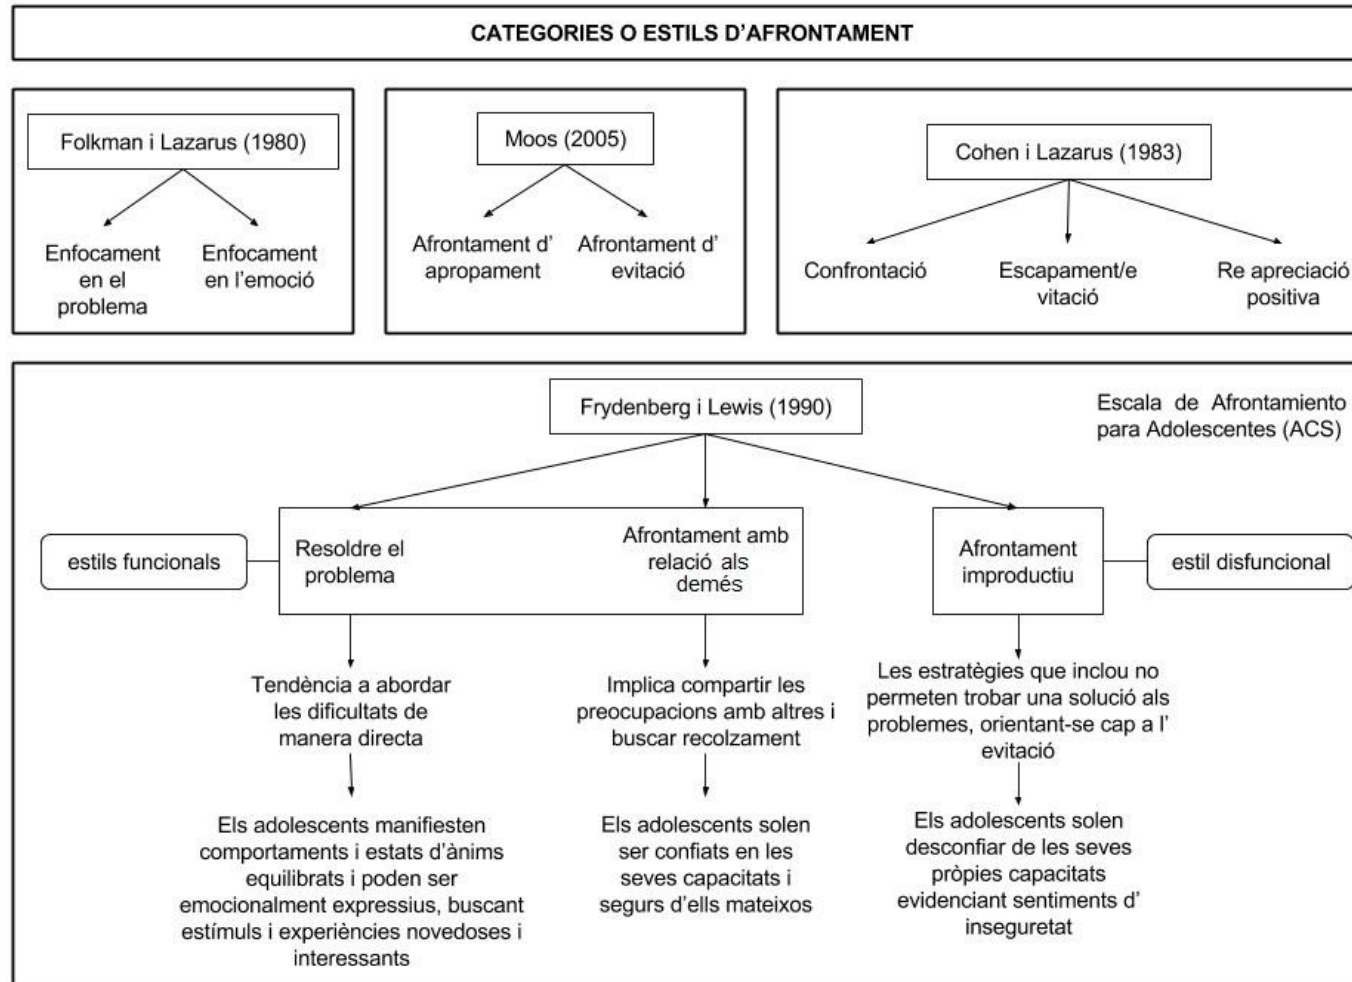 CATEGORIES O ESTILS D’AFRONTAMENT
Folkman i Lazarus (1980)
Enfocament
en el
problema
Enfocament
en l’emoció
Moos (2005)
Afrontament d’
apropament
Afrontament d’
evitació
Cohen i Lazarus (1983)
Confrontació
Escapament/e
vitació
Re apreciació
positiva
Frydenberg i Lewis (1990)
Escala de Afrontamiento
para Adolescentes (ACS)
estils funcionals
Resoldre el
problema
Afrontament amb
relació als
demés
Afrontament
improductiu
estil disfuncional
Tendència a abordar
les dificultats de
manera directa
Implica compartir les
preocupacions amb altres i
buscar recolzament
Les estratègies que inclou no
permeten trobar una solució als
problemes, orientant-se cap a l’
evitació
Els adolescents manifiesten
comportaments i estats d’ànims
equilibrats i poden ser
emocionalment expressius, buscant
estímuls i experiències novedoses i
interessants
Els adolescents solen
ser confiats en les
seves capacitats i
segurs d’ells mateixos
Els adolescents solen
desconfiar de les seves
pròpies capacitats
evidenciant sentiments d’
inseguretat